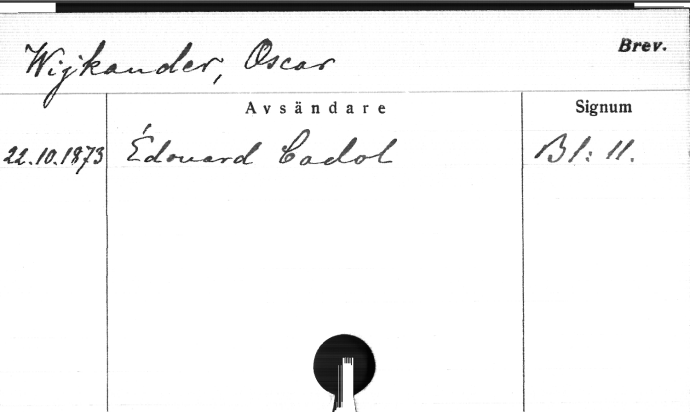 Brev.
Wijkander, Oscar
Avsändare Signum
22.10.1873 Édouard Cadol Bl: 11.